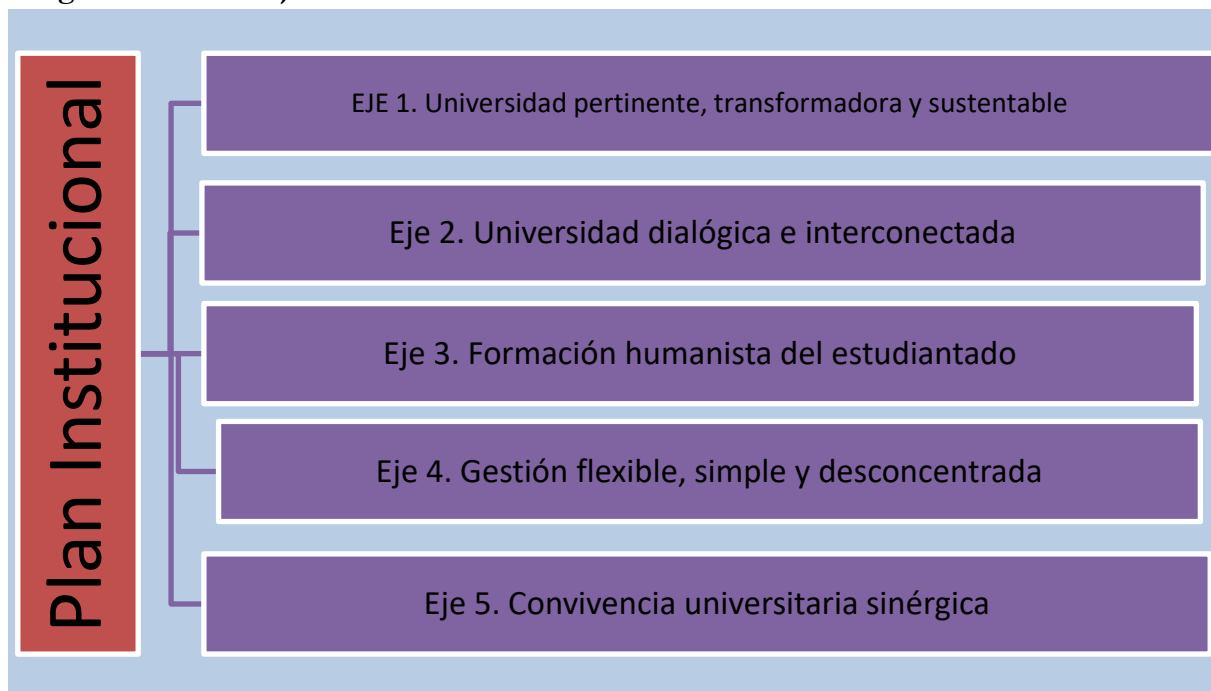 Plan Institucional
EJE 1. Universidad pertinente, transformadora y sustentable
Eje 2. Universidad dialógica e interconectada
Eje 3. Formación humanista del estudiantado
Eje 4. Gestión flexible, simple y desconcentrada
Eje 5. Convivencia universitaria sinérgica